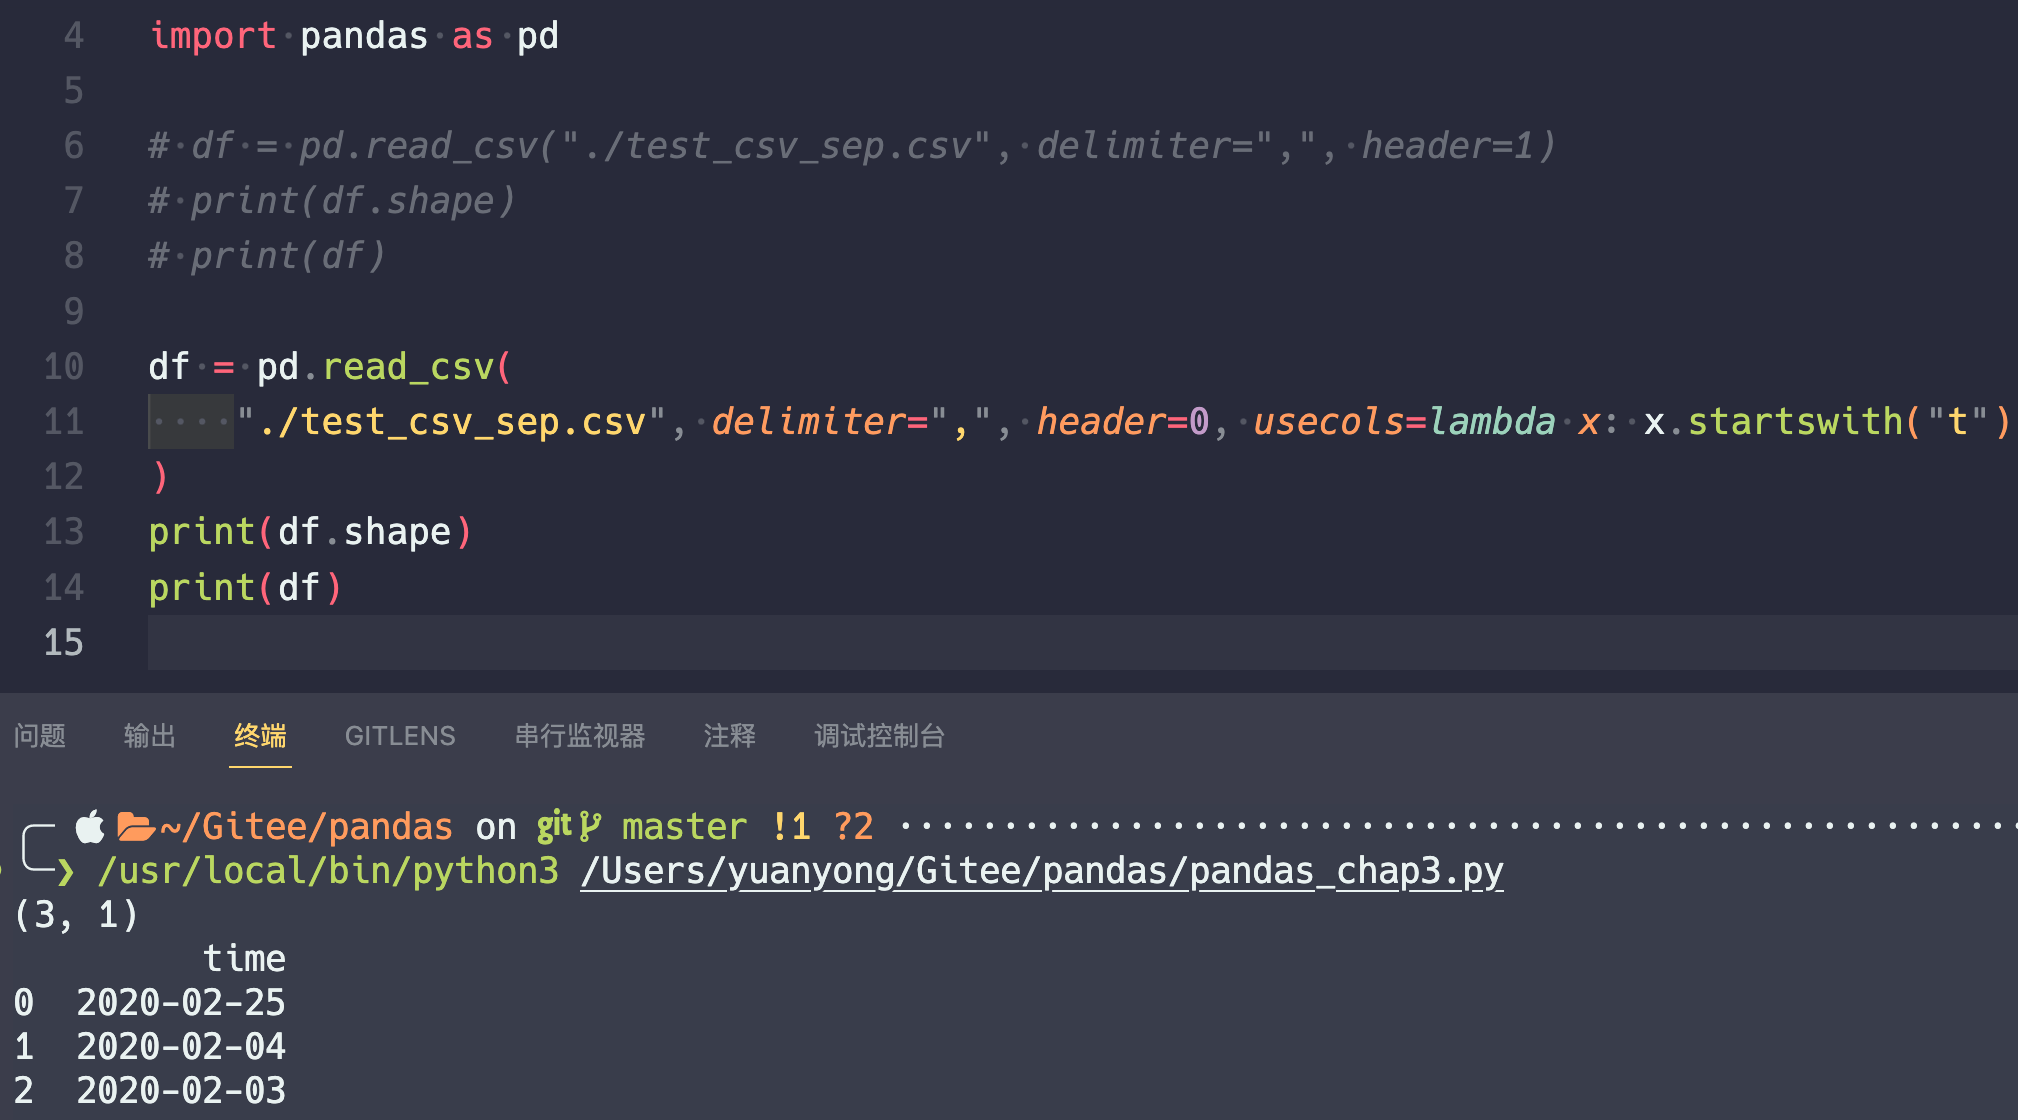 4 import pandas as pd
5
6 # df = pd.read_csv("./test_csv_sep.csv", delimiter=",", header=1)
7 # print(df.shape)
8 # print(df)
9
10 df = pd.read_csv(
11     "./test_csv_sep.csv", delimiter=",", header=0, usecols=lambda x: x.startswith("t")
12 )
13 print(df.shape)
14 print(df)
15
问题 输出 终端 GITLENS 串行监视器 注释 调试控制台
~/Gitee/pandas on git master !1 ?2 ·····················································
❯ /usr/local/bin/python3 /Users/yuanyong/Gitee/pandas/pandas_chap3.py
(3, 1)
         time
0  2020-02-25
1  2020-02-04
2  2020-02-03